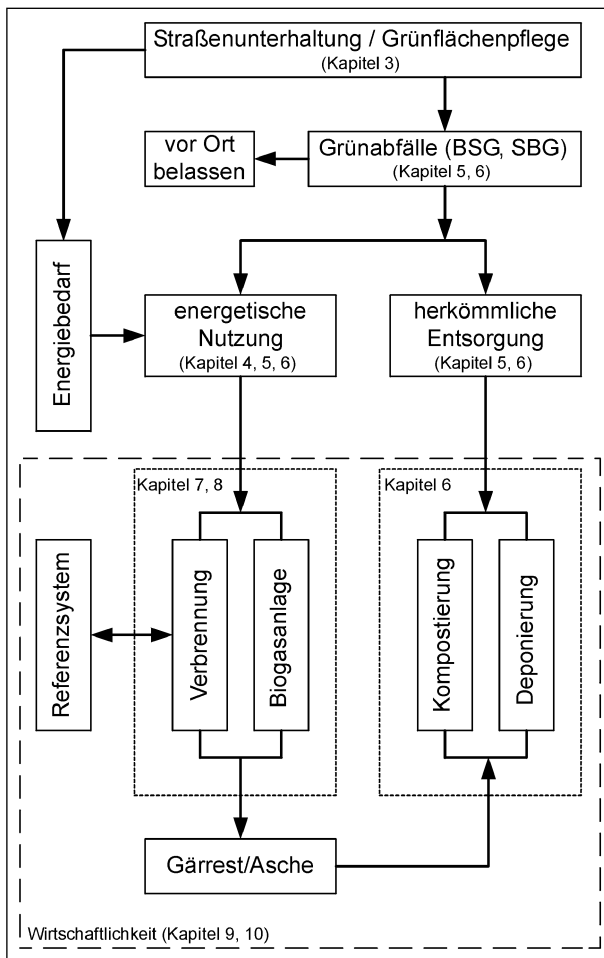 Straßenunterhaltung / Grünflächenpflege
(Kapitel 3)
vor Ort
belassen
Grünabfälle (BSG, SBG)
(Kapitel 5, 6)
Energiebedarf
energetische
Nutzung
(Kapitel 4, 5, 6)
herkömmliche
Entsorgung
(Kapitel 5, 6)
Kapitel 7, 8
Kapitel 6
Referenzsystem
Verbrennung
Biogasanlage
Kompostierung
Deponierung
Gärrest/Asche
Wirtschaftlichkeit (Kapitel 9, 10)